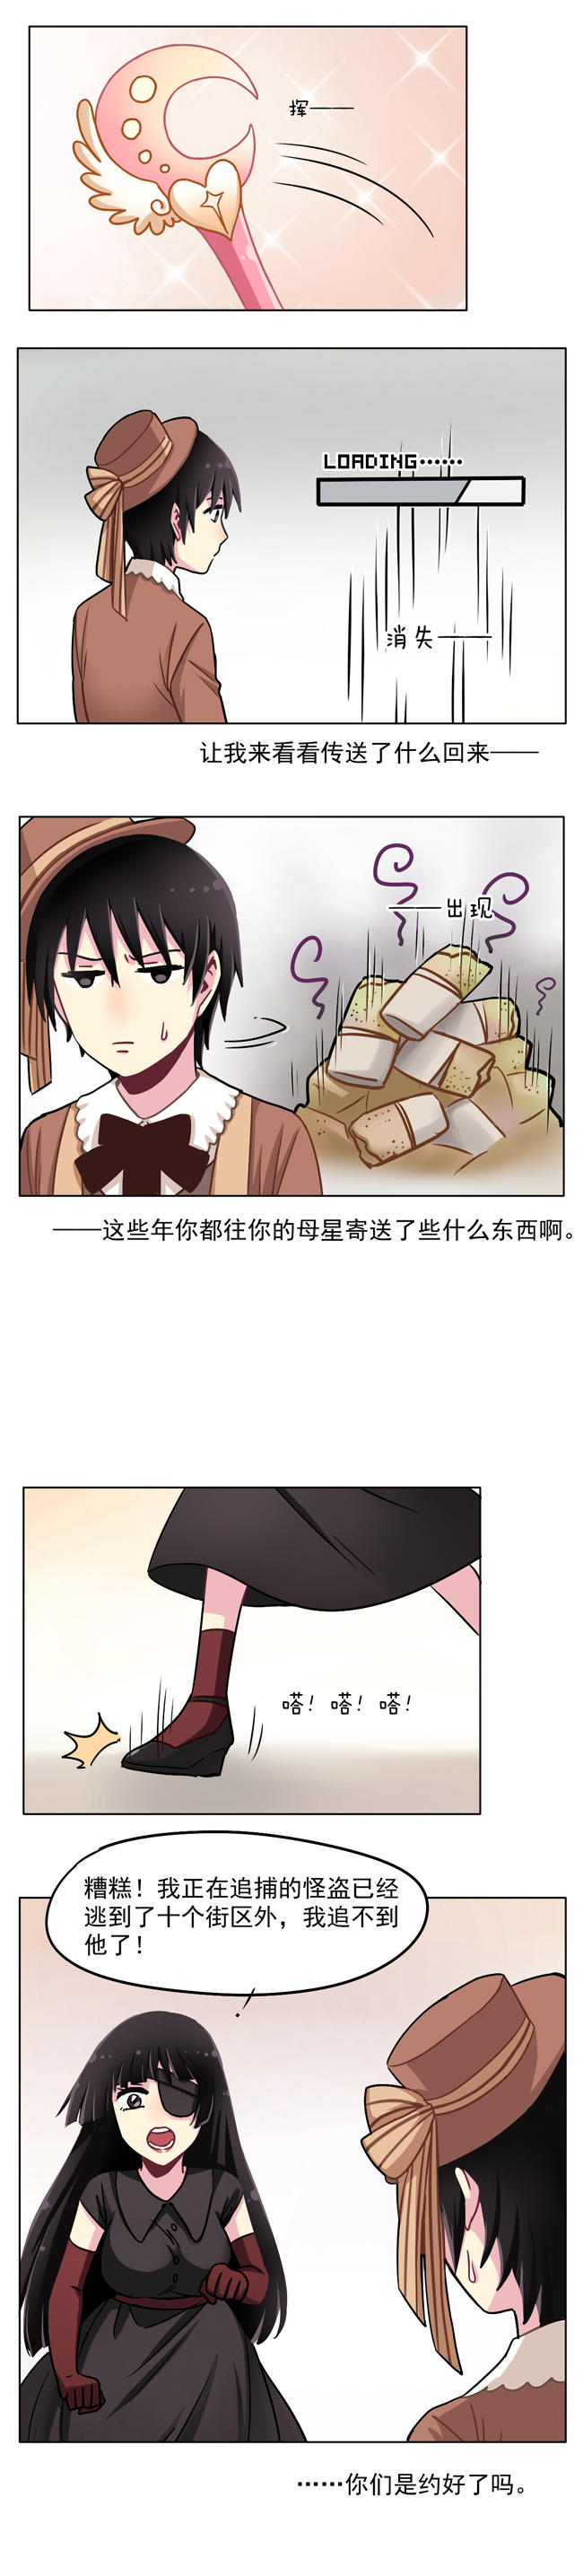 挥——
LOADING……
消失——
让我来看看传送了什么回来——
——出现
——这些年你都往你的母星寄送了些什么东西啊。
嗒！嗒！嗒！
糟糕！我正在追捕的怪盗已经
逃到了十个街区外，我追不到
他了！
……你们是约好了吗。